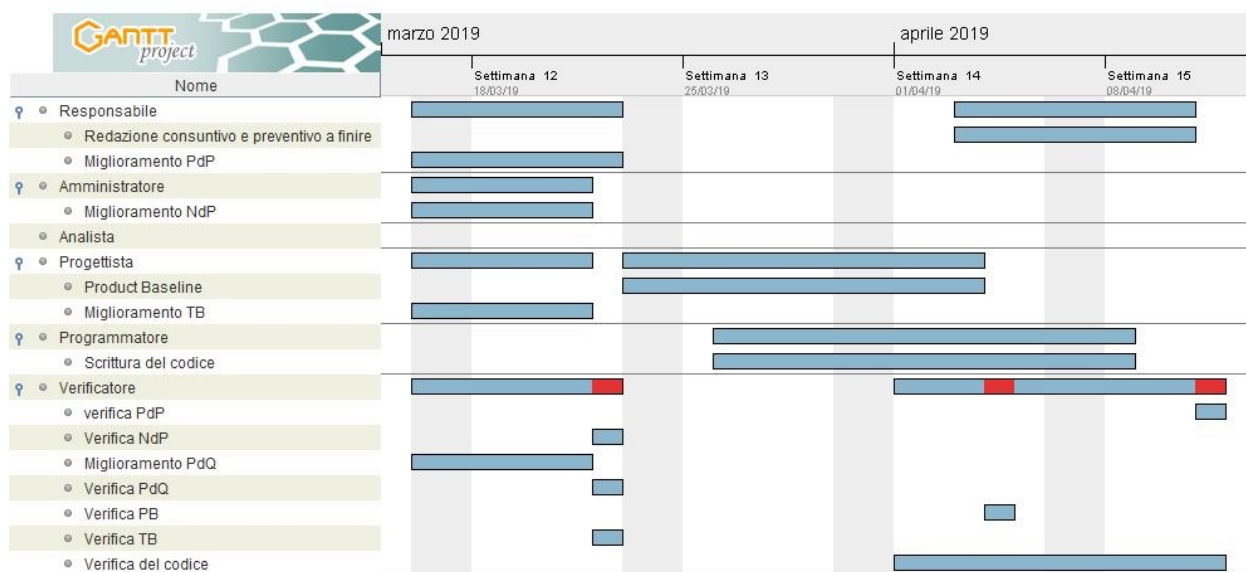 GANTT
project
marzo 2019
aprile 2019
Settimana 12
18/03/19
Settimana 13
25/03/19
Settimana 14
01/04/19
Settimana 15
08/04/19
Nome
Responsabile
Redazione consuntivo e preventivo a finire
Miglioramento PdP
Amministratore
Miglioramento NdP
Analista
Progettista
Product Baseline
Miglioramento TB
Programmatore
Scrittura del codice
Verificatore
verifica PdP
Verifica NdP
Miglioramento PdQ
Verifica PdQ
Verifica PB
Verifica TB
Verifica del codice